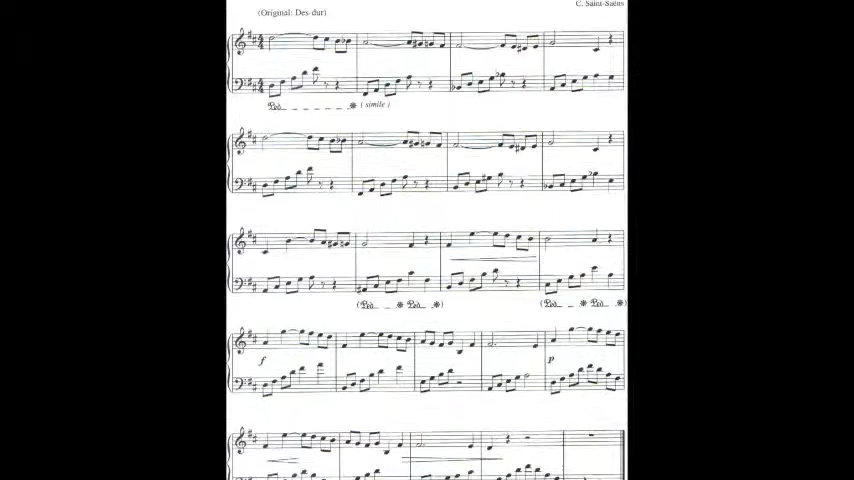 C. Saint-Saëns
(Original: Des-dur)
Ped. ( simile )
(Ped. Ped. ) (Ped. Ped. )
f p